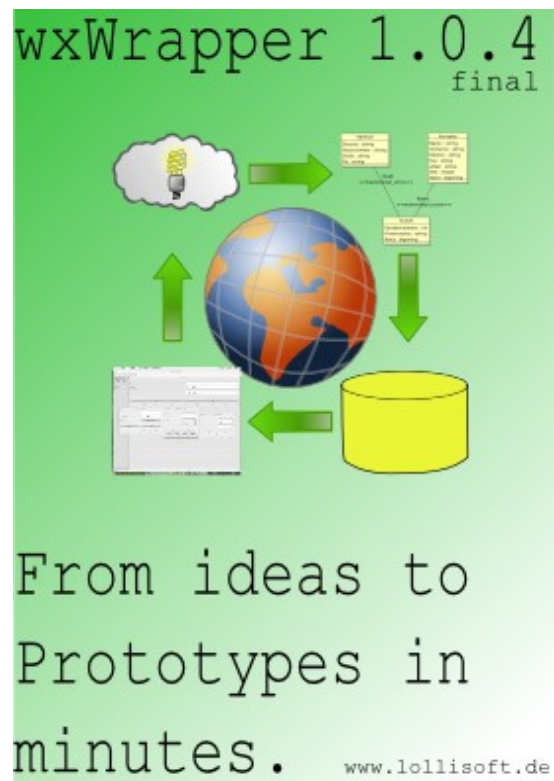 wxWrapper 1.0.4
final
From ideas to
Prototypes in
minutes.
www.lollisoft.de